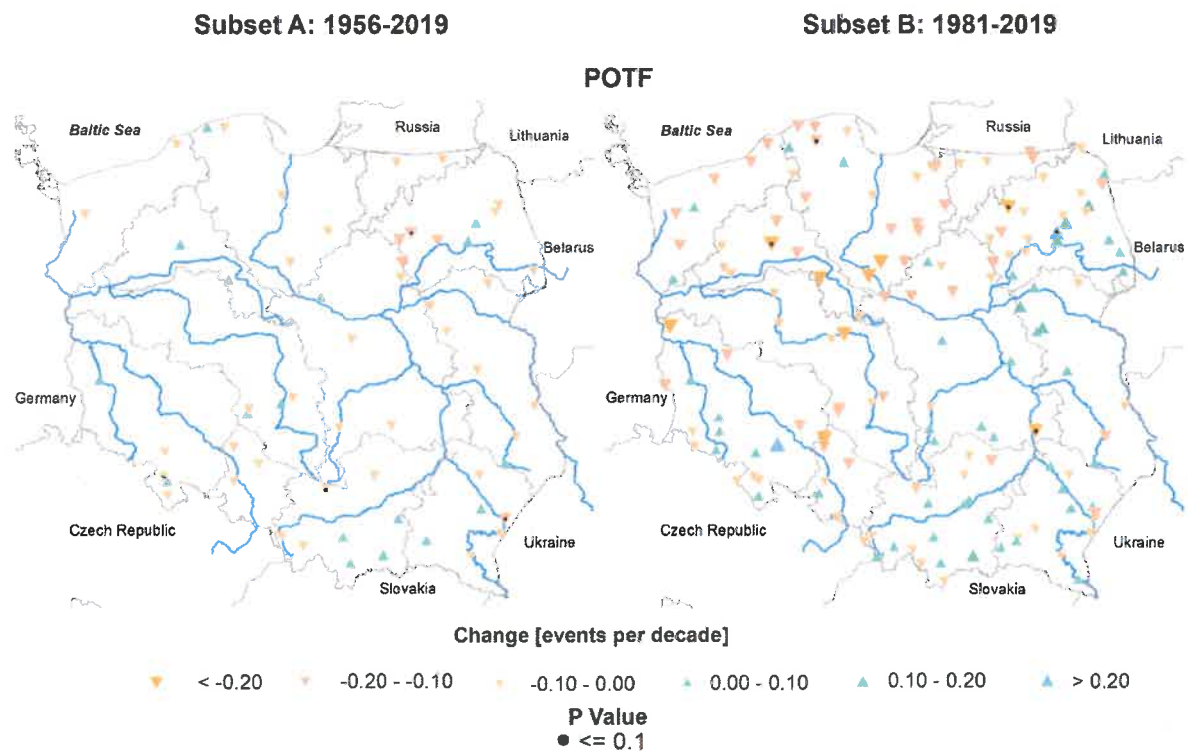 Subset A: 1956-2019
Subset B: 1981-2019
POTF
Baltic Sea
Russia
Lithuania
Belarus
Germany
Czech Republic
Ukraine
Slovakia
Baltic Sea
Russia
Lithuania
Belarus
Germany
Czech Republic
Ukraine
Slovakia
Change [events per decade]
< -0.20
-0.20 - -0.10
-0.10 - 0.00
0.00 - 0.10
0.10 - 0.20
> 0.20
P Value
<= 0.1